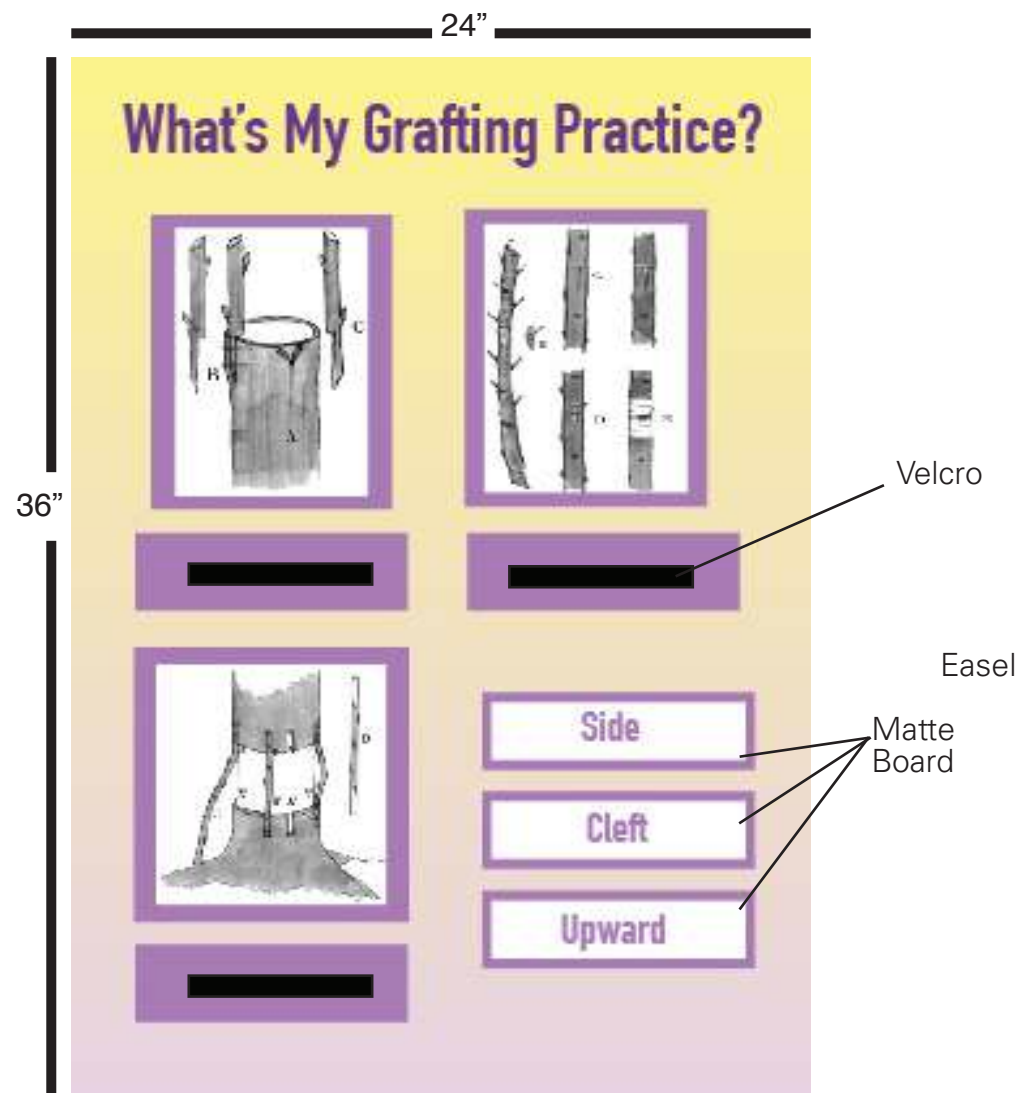 24”
What's My Grafting Practice?
B
C
A
36”
Velcro
D
Easel
Side
Matte
Board
Cleft
Upward